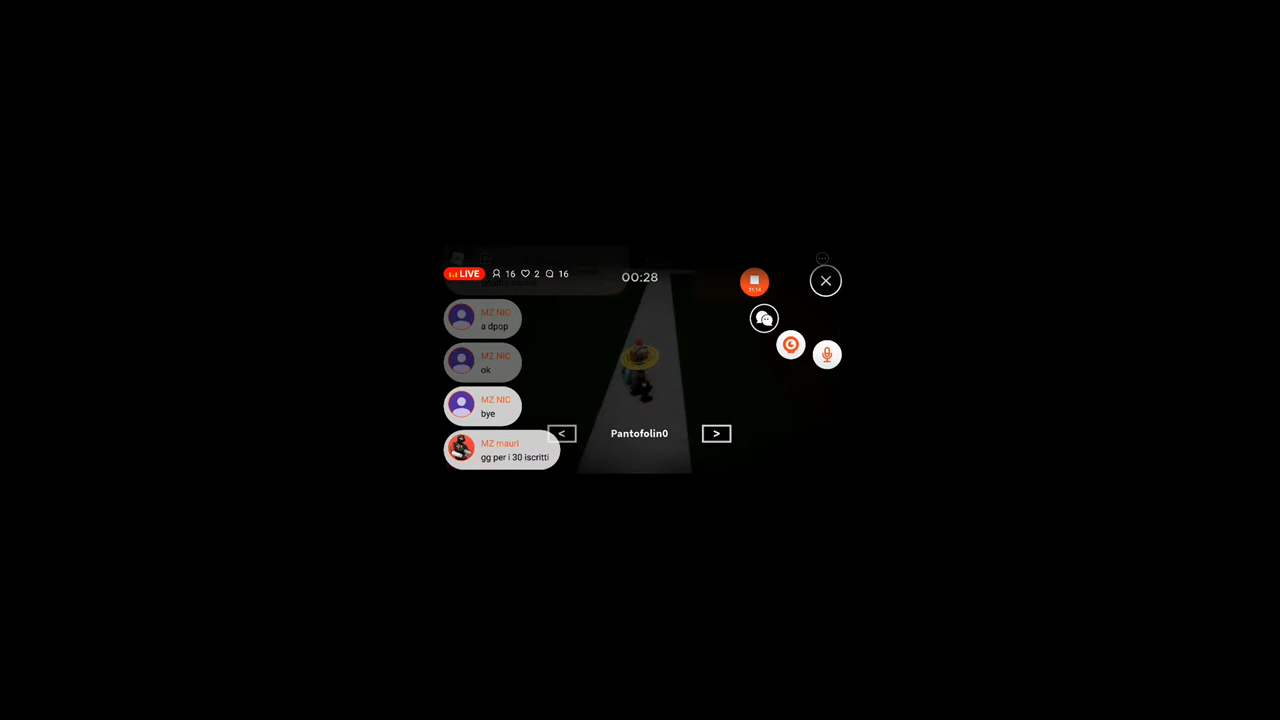 LIVE 16 2 16
00:28
MZ NIC
a dpop
MZ NIC
ok
MZ NIC
bye
MZ maurl
gg per i 30 iscritti
< Pantofolin0 >